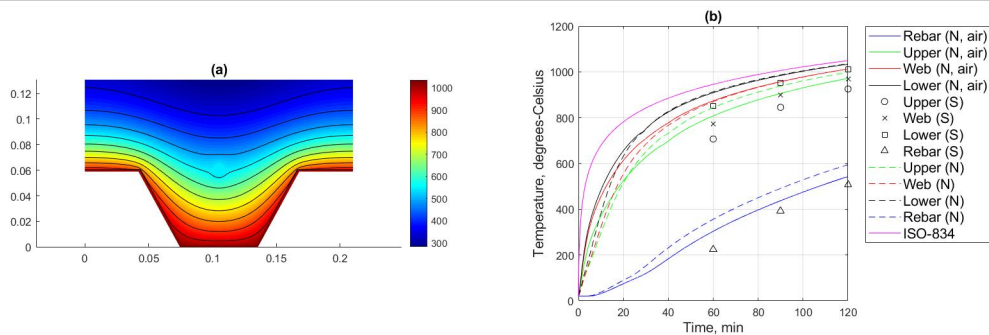 (a)
0.12
0.1
0.08
0.06
0.04
0.02
0
0
0.05
0.1
0.15
0.2
1000
900
800
700
600
500
400
300
(b)
Temperature, degrees-Celsius
1200
1000
800
600
400
200
0
0
20
40
60
80
100
120
Time, min
Rebar (N, air)
Upper (N, air)
Web (N, air)
Lower (N, air)
Upper (S)
Web (S)
Lower (S)
Rebar (S)
Upper (N)
Web (N)
Lower (N)
Rebar (N)
ISO-834